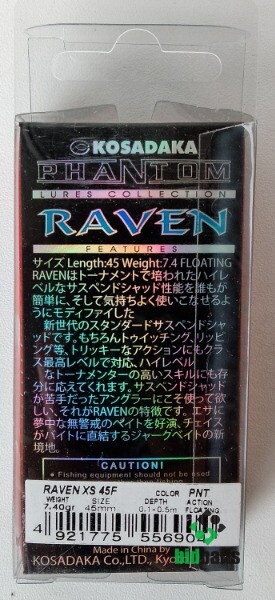 KOSADAKA
PHANTOM
LURES COLLECTION
RAVEN
FEATURES
サイズ Length:45 Weight:7.4 FLOATING
RAVENはトーナメントで培われたハイレ
ベルなサスペンドシャッド性能を誰もが
簡単に、そして気持ちよく使いこなせるよう
にモディファイした
新世代のスタンダードサスペンドシャ
ッドです。もちろんトゥイッチング、リッピ
ング等、トリッキーなアクションにもクラ
ス最高レベルで対応。ハイレベル
なトーナメンターの高いスキルにも存
分に応えてくれます。サスペンドシャッド
が苦手だったアングラーにこそ使って欲
しい、それがRAVENの特徴です。エサに
夢中な無警戒のベイトを好演、チェイス
がバイトに直結するジャークベイトの新
境地。
CAUTION!
Fishing equipment should not be used
RAVEN XS 45F COLOR PNT
WEIGHT SIZE DEPTH ACTION
7.40gr 45mm 0.1-0.5m FLOATING
4 921775 55690
bidbans
Made in China by
KOSADAKA Co.,LTD., Kyo